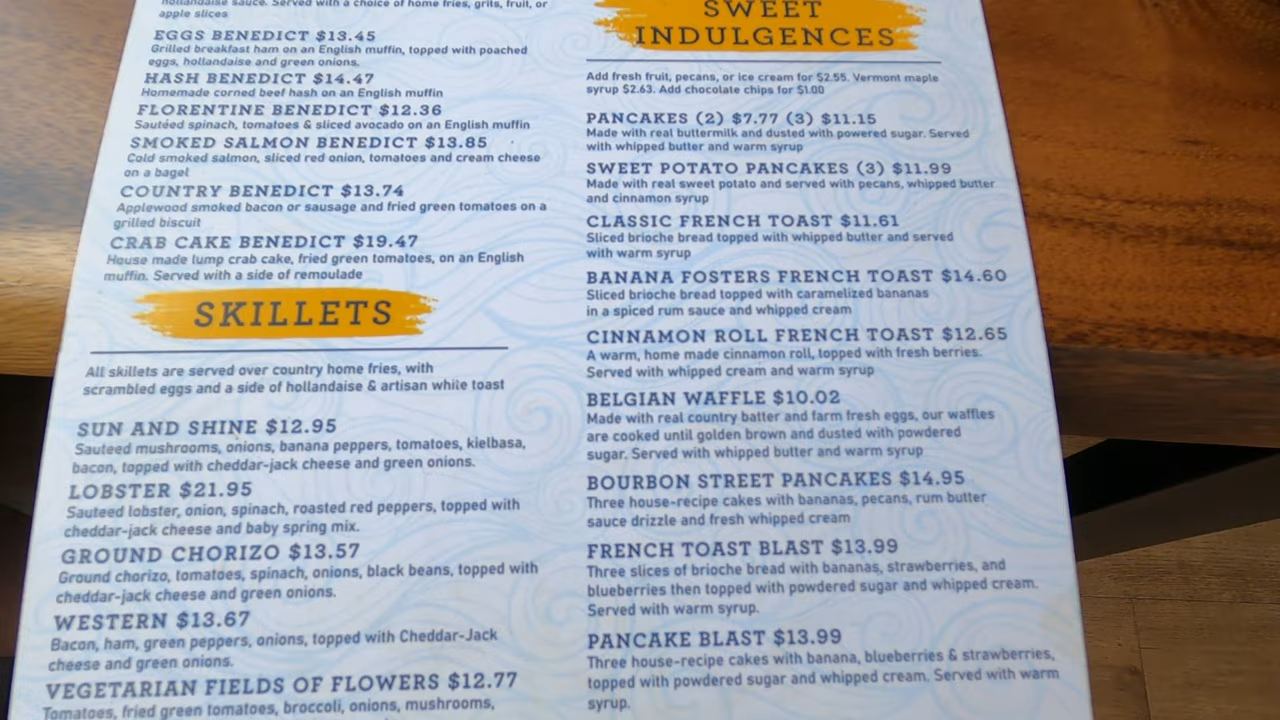 hollandaise sauce. Served with a choice of home fries, grits, fruit, or
apple slices
EGGS BENEDICT $13.45
Grilled breakfast ham on an English muffin, topped with poached
eggs, hollandaise and green onions.
HASH BENEDICT $14.47
Homemade corned beef hash on an English muffin
FLORENTINE BENEDICT $12.36
Sautéed spinach, tomatoes & sliced avocado on an English muffin
SMOKED SALMON BENEDICT $13.85
Cold smoked salmon, sliced red onion, tomatoes and cream cheese
on a bagel
COUNTRY BENEDICT $13.74
Applewood smoked bacon or sausage and fried green tomatoes on a
grilled biscuit
CRAB CAKE BENEDICT $19.47
House made lump crab cake, fried green tomatoes, on an English
muffin. Served with a side of remoulade
SKILLETS
All skillets are served over country home fries, with
scrambled eggs and a side of hollandaise & artisan white toast
SUN AND SHINE $12.95
Sauteed mushrooms, onions, banana peppers, tomatoes, kielbasa,
bacon, topped with cheddar-jack cheese and green onions.
LOBSTER $21.95
Sauteed lobster, onion, spinach, roasted red peppers, topped with
cheddar-jack cheese and baby spring mix.
GROUND CHORIZO $13.57
Ground chorizo, tomatoes, spinach, onions, black beans, topped with
cheddar-jack cheese and green onions.
WESTERN $13.67
Bacon, ham, green peppers, onions, topped with Cheddar-Jack
cheese and green onions.
VEGETARIAN FIELDS OF FLOWERS $12.77
Tomatoes, fried green tomatoes, broccoli, onions, mushrooms,
SWEET
INDULGENCES
Add fresh fruit, pecans, or ice cream for $2.55. Vermont maple
syrup $2.63. Add chocolate chips for $1.00
PANCAKES (2) $7.77 (3) $11.15
Made with real buttermilk and dusted with powdered sugar. Served
with whipped butter and warm syrup
SWEET POTATO PANCAKES (3) $11.99
Made with real sweet potato and served with pecans, whipped butter
and cinnamon syrup
CLASSIC FRENCH TOAST $11.61
Sliced brioche bread topped with whipped butter and served
with warm syrup
BANANA FOSTERS FRENCH TOAST $14.60
Sliced brioche bread topped with caramelized bananas
in a spiced rum sauce and whipped cream
CINNAMON ROLL FRENCH TOAST $12.65
A warm, home made cinnamon roll, topped with fresh berries.
Served with whipped cream and warm syrup
BELGIAN WAFFLE $10.02
Made with real country batter and farm fresh eggs, our waffles
are cooked until golden brown and dusted with powdered
sugar. Served with whipped butter and warm syrup
BOURBON STREET PANCAKES $14.95
Three house-recipe cakes with bananas, pecans, rum butter
sauce drizzle and fresh whipped cream
FRENCH TOAST BLAST $13.99
Three slices of brioche bread with bananas, strawberries, and
blueberries then topped with powdered sugar and whipped cream.
Served with warm syrup.
PANCAKE BLAST $13.99
Three house-recipe cakes with banana, blueberries & strawberries,
topped with powdered sugar and whipped cream. Served with warm
syrup.